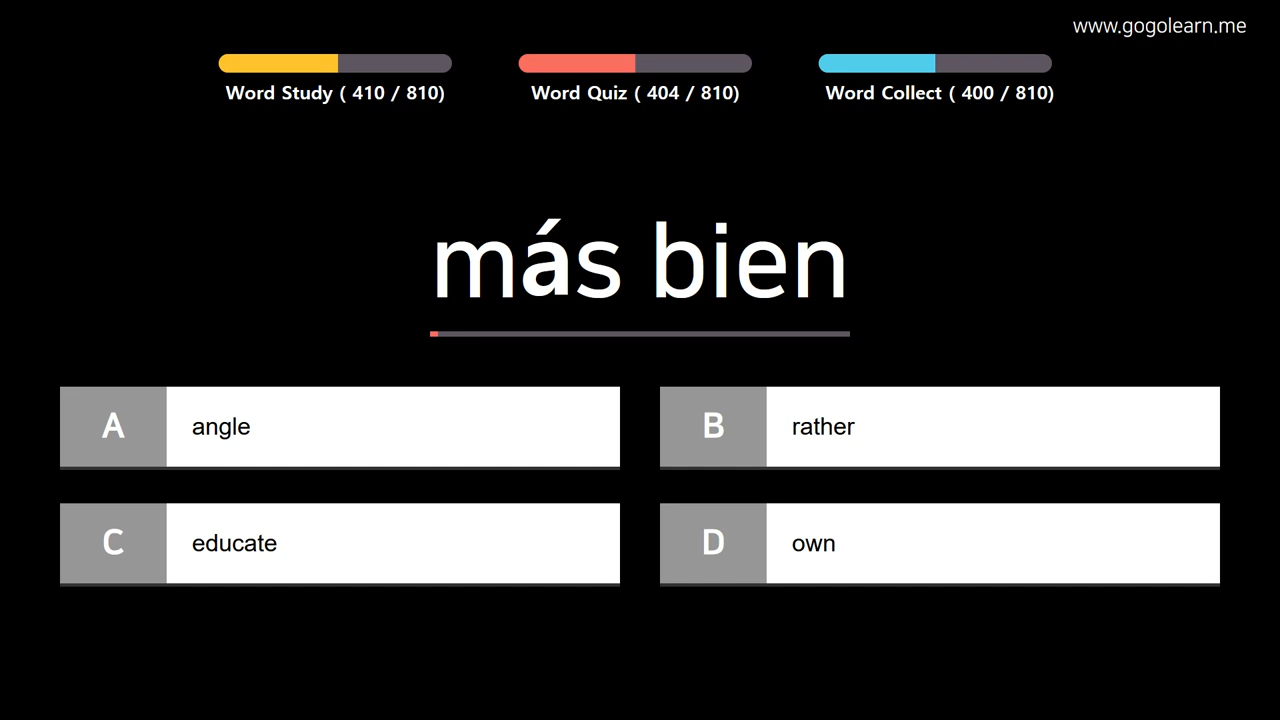 www.gogolearn.me
Word Study ( 410 / 810)
Word Quiz ( 404 / 810)
Word Collect ( 400 / 810)
más bien
A angle
B rather
C educate
D own